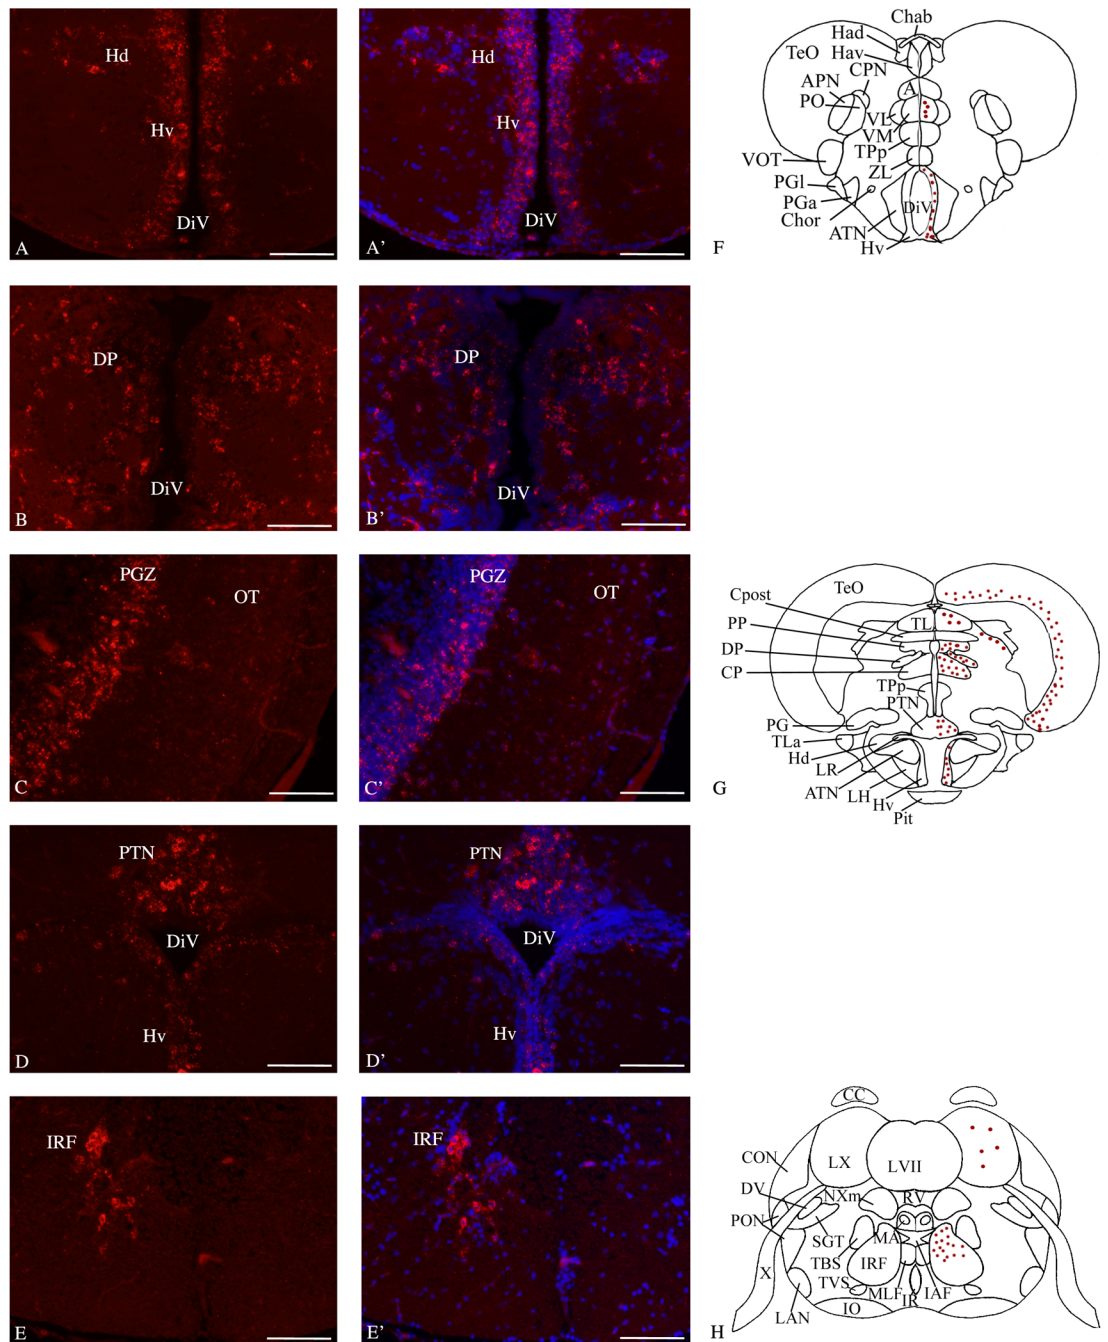 Hd
Hv
DiV
A
Hd
Hv
DiV
A’
Chab
Had
TeO Hav
CPN
APN
A
PO
VL
VM
TPp
VOT
ZL
PGl
PGa
DiV
Chor
ATN
Hv
F
DP
DiV
B
DP
DiV
B’
PGZ
OT
C
PGZ
OT
C’
TeO
Cpost
TL
PP
DP
CP
TPp
PTN
PG
TLa
Hd
LR
ATN
LH
Hv
Pit
G
PTN
DiV
Hv
D
PTN
DiV
Hv
D’
IRF
E
IRF
E’
CC
CON
LX
LVII
DV
NXm
RV
PON
SGT
MA
TBS
IRF
X
TVS
MLF
IAF
LAN
IO
IR
H